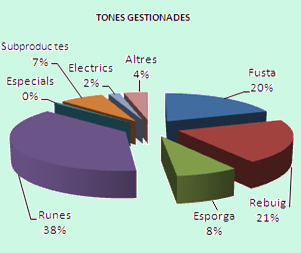 TONES GESTIONADES
Altres
4%
Electrics
2%
Subproductes
7%
Especials
0%
Fusta
20%
Rebuig
21%
Esporga
8%
Runes
38%